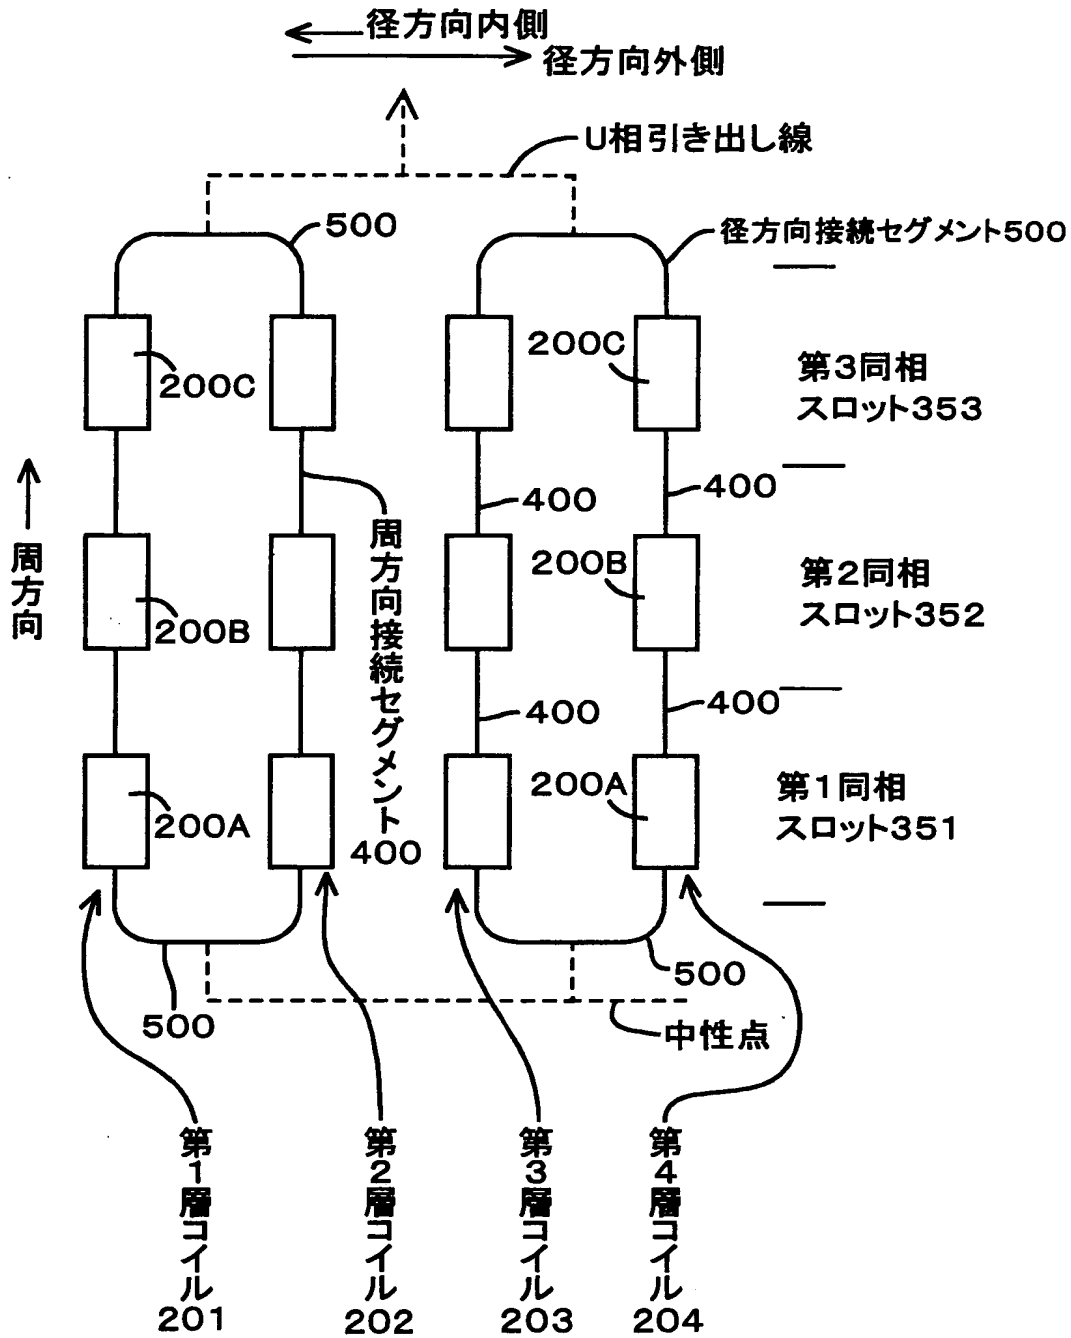 径方向内側
径方向外側
U相引き出し線
500
径方向接続セグメント500
200C
200C
第3同相
スロット353
400
400
周方向
周方向接続セグメント400
200B
200B
第2同相
スロット352
400
400
200A
200A
第1同相
スロット351
500
500
中性点
第1層コイル201
第2層コイル202
第3層コイル203
第4層コイル204